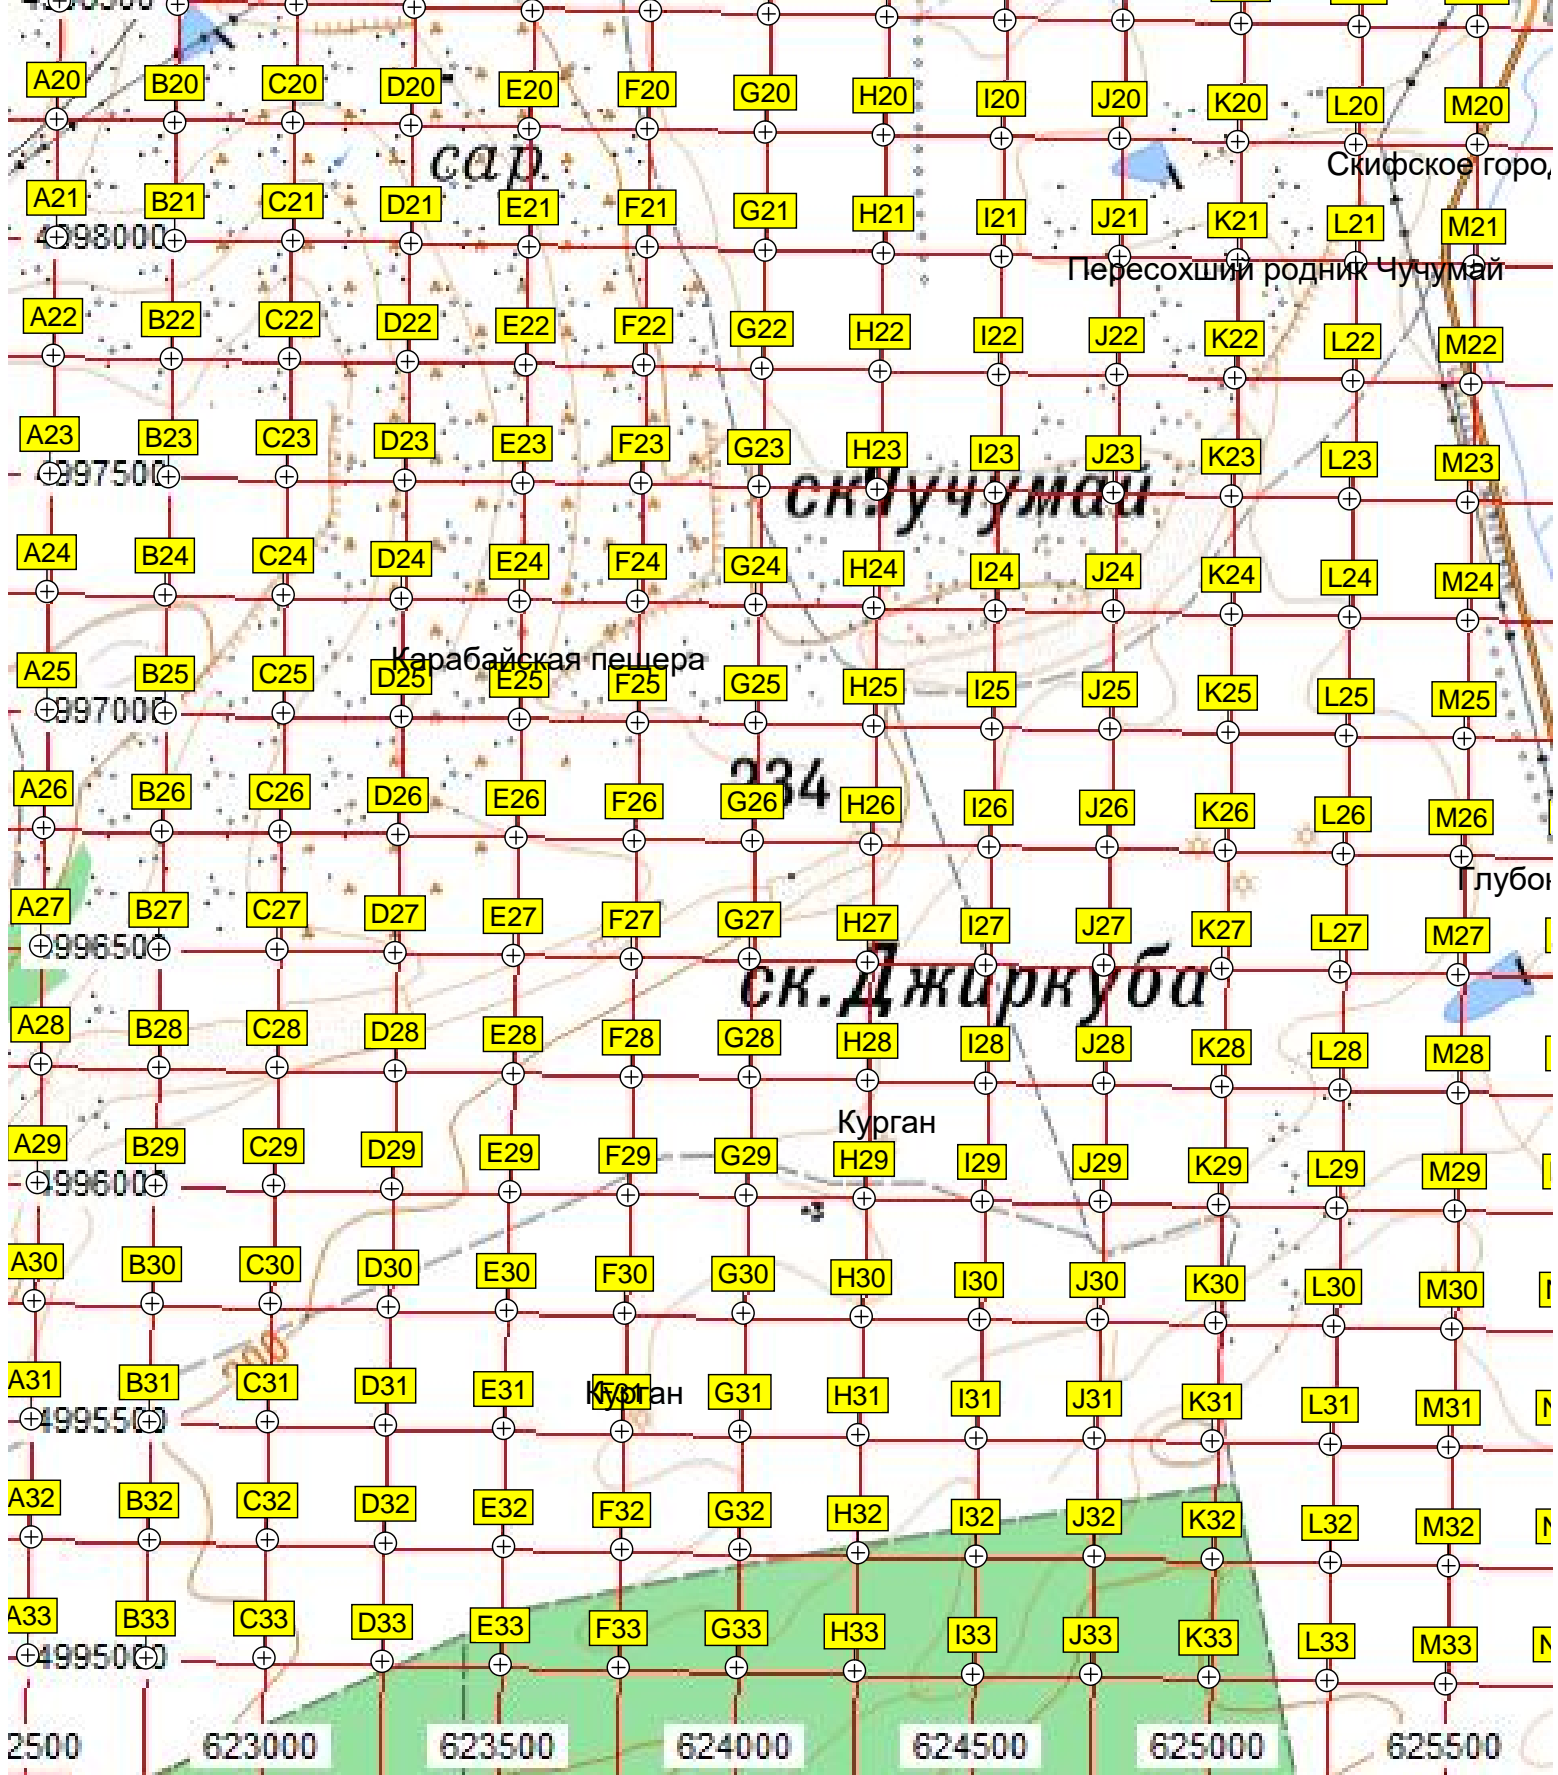 A20 B20 C20 D20 E20 F20 G20 H20 I20 J20 K20 L20 M20
сар.
Скифское горо
A21 B21 C21 D21 E21 F21 G21 H21 I21 J21 K21 L21 M21
4998000
Пересохший родник Чучумай
A22 B22 C22 D22 E22 F22 G22 H22 I22 J22 K22 L22 M22
A23 B23 C23 D23 E23 F23 G23 H23 I23 J23 K23 L23 M23
997500
ск.Чучумай
A24 B24 C24 D24 E24 F24 G24 H24 I24 J24 K24 L24 M24
Карабайская пещера
A25 B25 C25 D25 E25 F25 G25 H25 I25 J25 K25 L25 M25
997000
334
A26 B26 C26 D26 E26 F26 G26 H26 I26 J26 K26 L26 M26
Глубок
A27 B27 C27 D27 E27 F27 G27 H27 I27 J27 K27 L27 M27
996500
ск.Джиркуба
A28 B28 C28 D28 E28 F28 G28 H28 I28 J28 K28 L28 M28
Курган
A29 B29 C29 D29 E29 F29 G29 H29 I29 J29 K29 L29 M29
4996000
A30 B30 C30 D30 E30 F30 G30 H30 I30 J30 K30 L30 M30
A31 B31 C31 D31 E31 F31 G31 H31 I31 J31 K31 L31 M31
Курган
4995500
A32 B32 C32 D32 E32 F32 G32 H32 I32 J32 K32 L32 M32
A33 B33 C33 D33 E33 F33 G33 H33 I33 J33 K33 L33 M33
4995000
2500 623000 623500 624000 624500 625000 625500